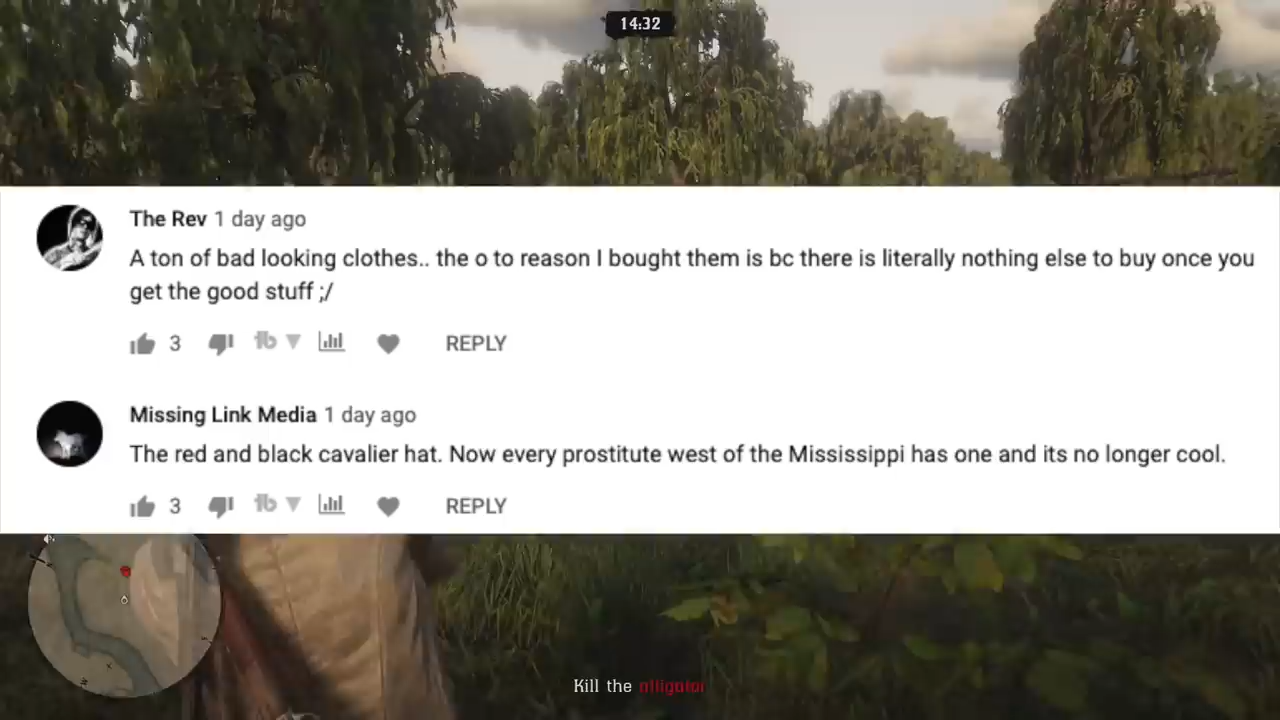 14:32
The Rev 1 day ago
A ton of bad looking clothes.. the o to reason I bought them is bc there is literally nothing else to buy once you
get the good stuff ;/
3 REPLY
Missing Link Media 1 day ago
The red and black cavalier hat. Now every prostitute west of the Mississippi has one and its no longer cool.
3 REPLY
Kill the alligator